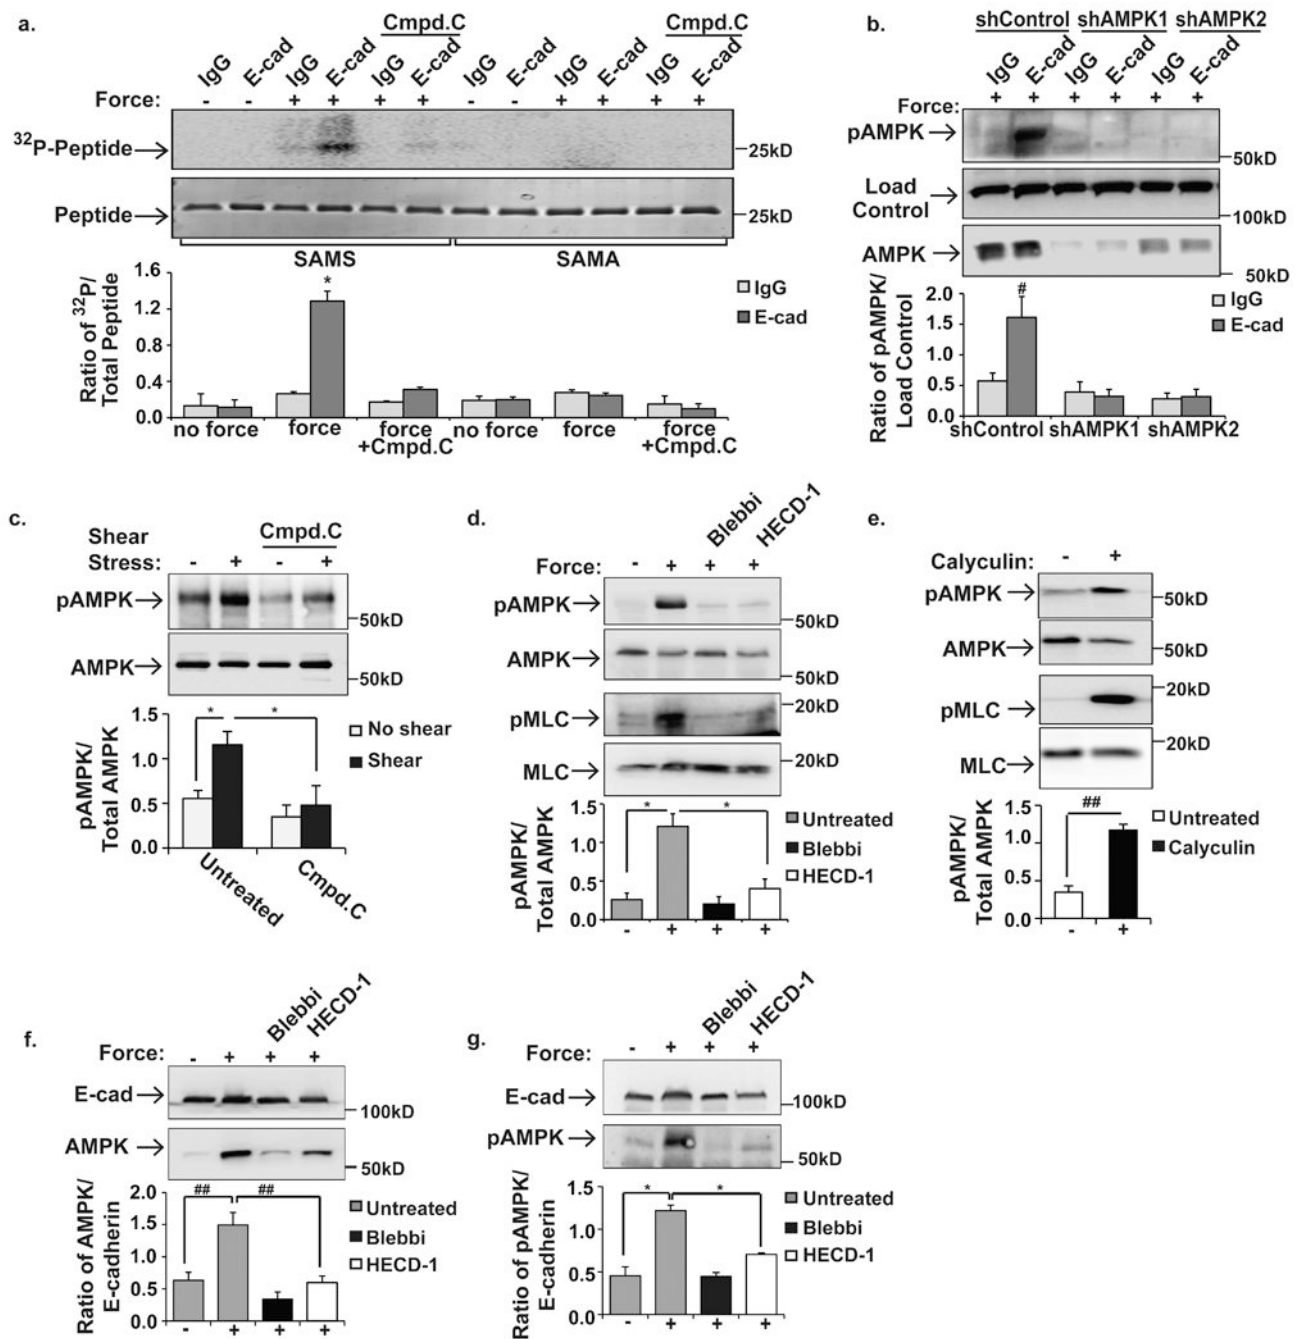 a.
Cmpd.C Cmpd.C
IgG E-cad IgG E-cad IgG E-cad IgG E-cad IgG E-cad IgG E-cad
Force: - - + + + + - - + + + +
32P-Peptide→ 25kD
Peptide→ 25kD
SAMS SAMA
Ratio of 32P/
Total Peptide
1.6
1.2
0.8
0.4
0.0
*
IgG
E-cad
no force force force no force force force
+Cmpd.C +Cmpd.C
b.
shControl shAMPK1 shAMPK2
IgG E-cad IgG E-cad IgG E-cad
Force: + + + + + +
pAMPK→ 50kD
Load
Control→ 100kD
AMPK→ 50kD
Ratio of pAMPK/
Load Control
2.0
1.5
1.0
0.5
0.0
#
IgG
E-cad
shControl shAMPK1 shAMPK2
c.
Cmpd.C
Shear
Stress: - + - +
pAMPK→ 50kD
AMPK→ 50kD
pAMPK/
Total AMPK
1.5
1.0
0.5
0.0
* *
No shear
Shear
Untreated Cmpd.C
d.
Blebbi HECD-1
Force: - + + +
pAMPK→ 50kD
AMPK→ 50kD
pMLC→ 20kD
MLC→ 20kD
pAMPK/
Total AMPK
1.5
1.0
0.5
0.0
* *
Untreated
Blebbi
HECD-1
- + + +
e.
Calyculin: - +
pAMPK→ 50kD
AMPK→ 50kD
pMLC→ 20kD
MLC→ 20kD
pAMPK/
Total AMPK
1.5
1.0
0.5
0.0
##
Untreated
Calyculin
- +
f.
Blebbi HECD-1
Force: - + + +
E-cad→ 100kD
AMPK→ 50kD
Ratio of AMPK/
E-cadherin
2.0
1.5
1.0
0.5
0.0
## ##
Untreated
Blebbi
HECD-1
- + + +
g.
Blebbi HECD-1
Force: - + + +
E-cad→ 100kD
pAMPK→ 50kD
Ratio of pAMPK/
E-cadherin
1.5
1.0
0.5
0.0
* *
Untreated
Blebbi
HECD-1
- + + +